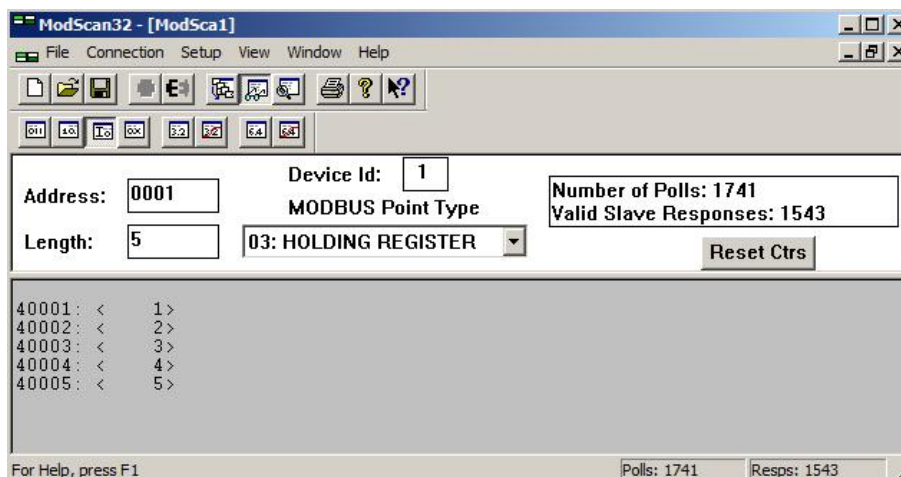 ModScan32 - [ModSca1]
File Connection Setup View Window Help
Address: 0001
Device Id: 1
MODBUS Point Type
Length: 5
03: HOLDING REGISTER
Number of Polls: 1741
Valid Slave Responses: 1543
Reset Ctrs
40001: <     1>
40002: <     2>
40003: <     3>
40004: <     4>
40005: <     5>
For Help, press F1
Polls: 1741
Resps: 1543